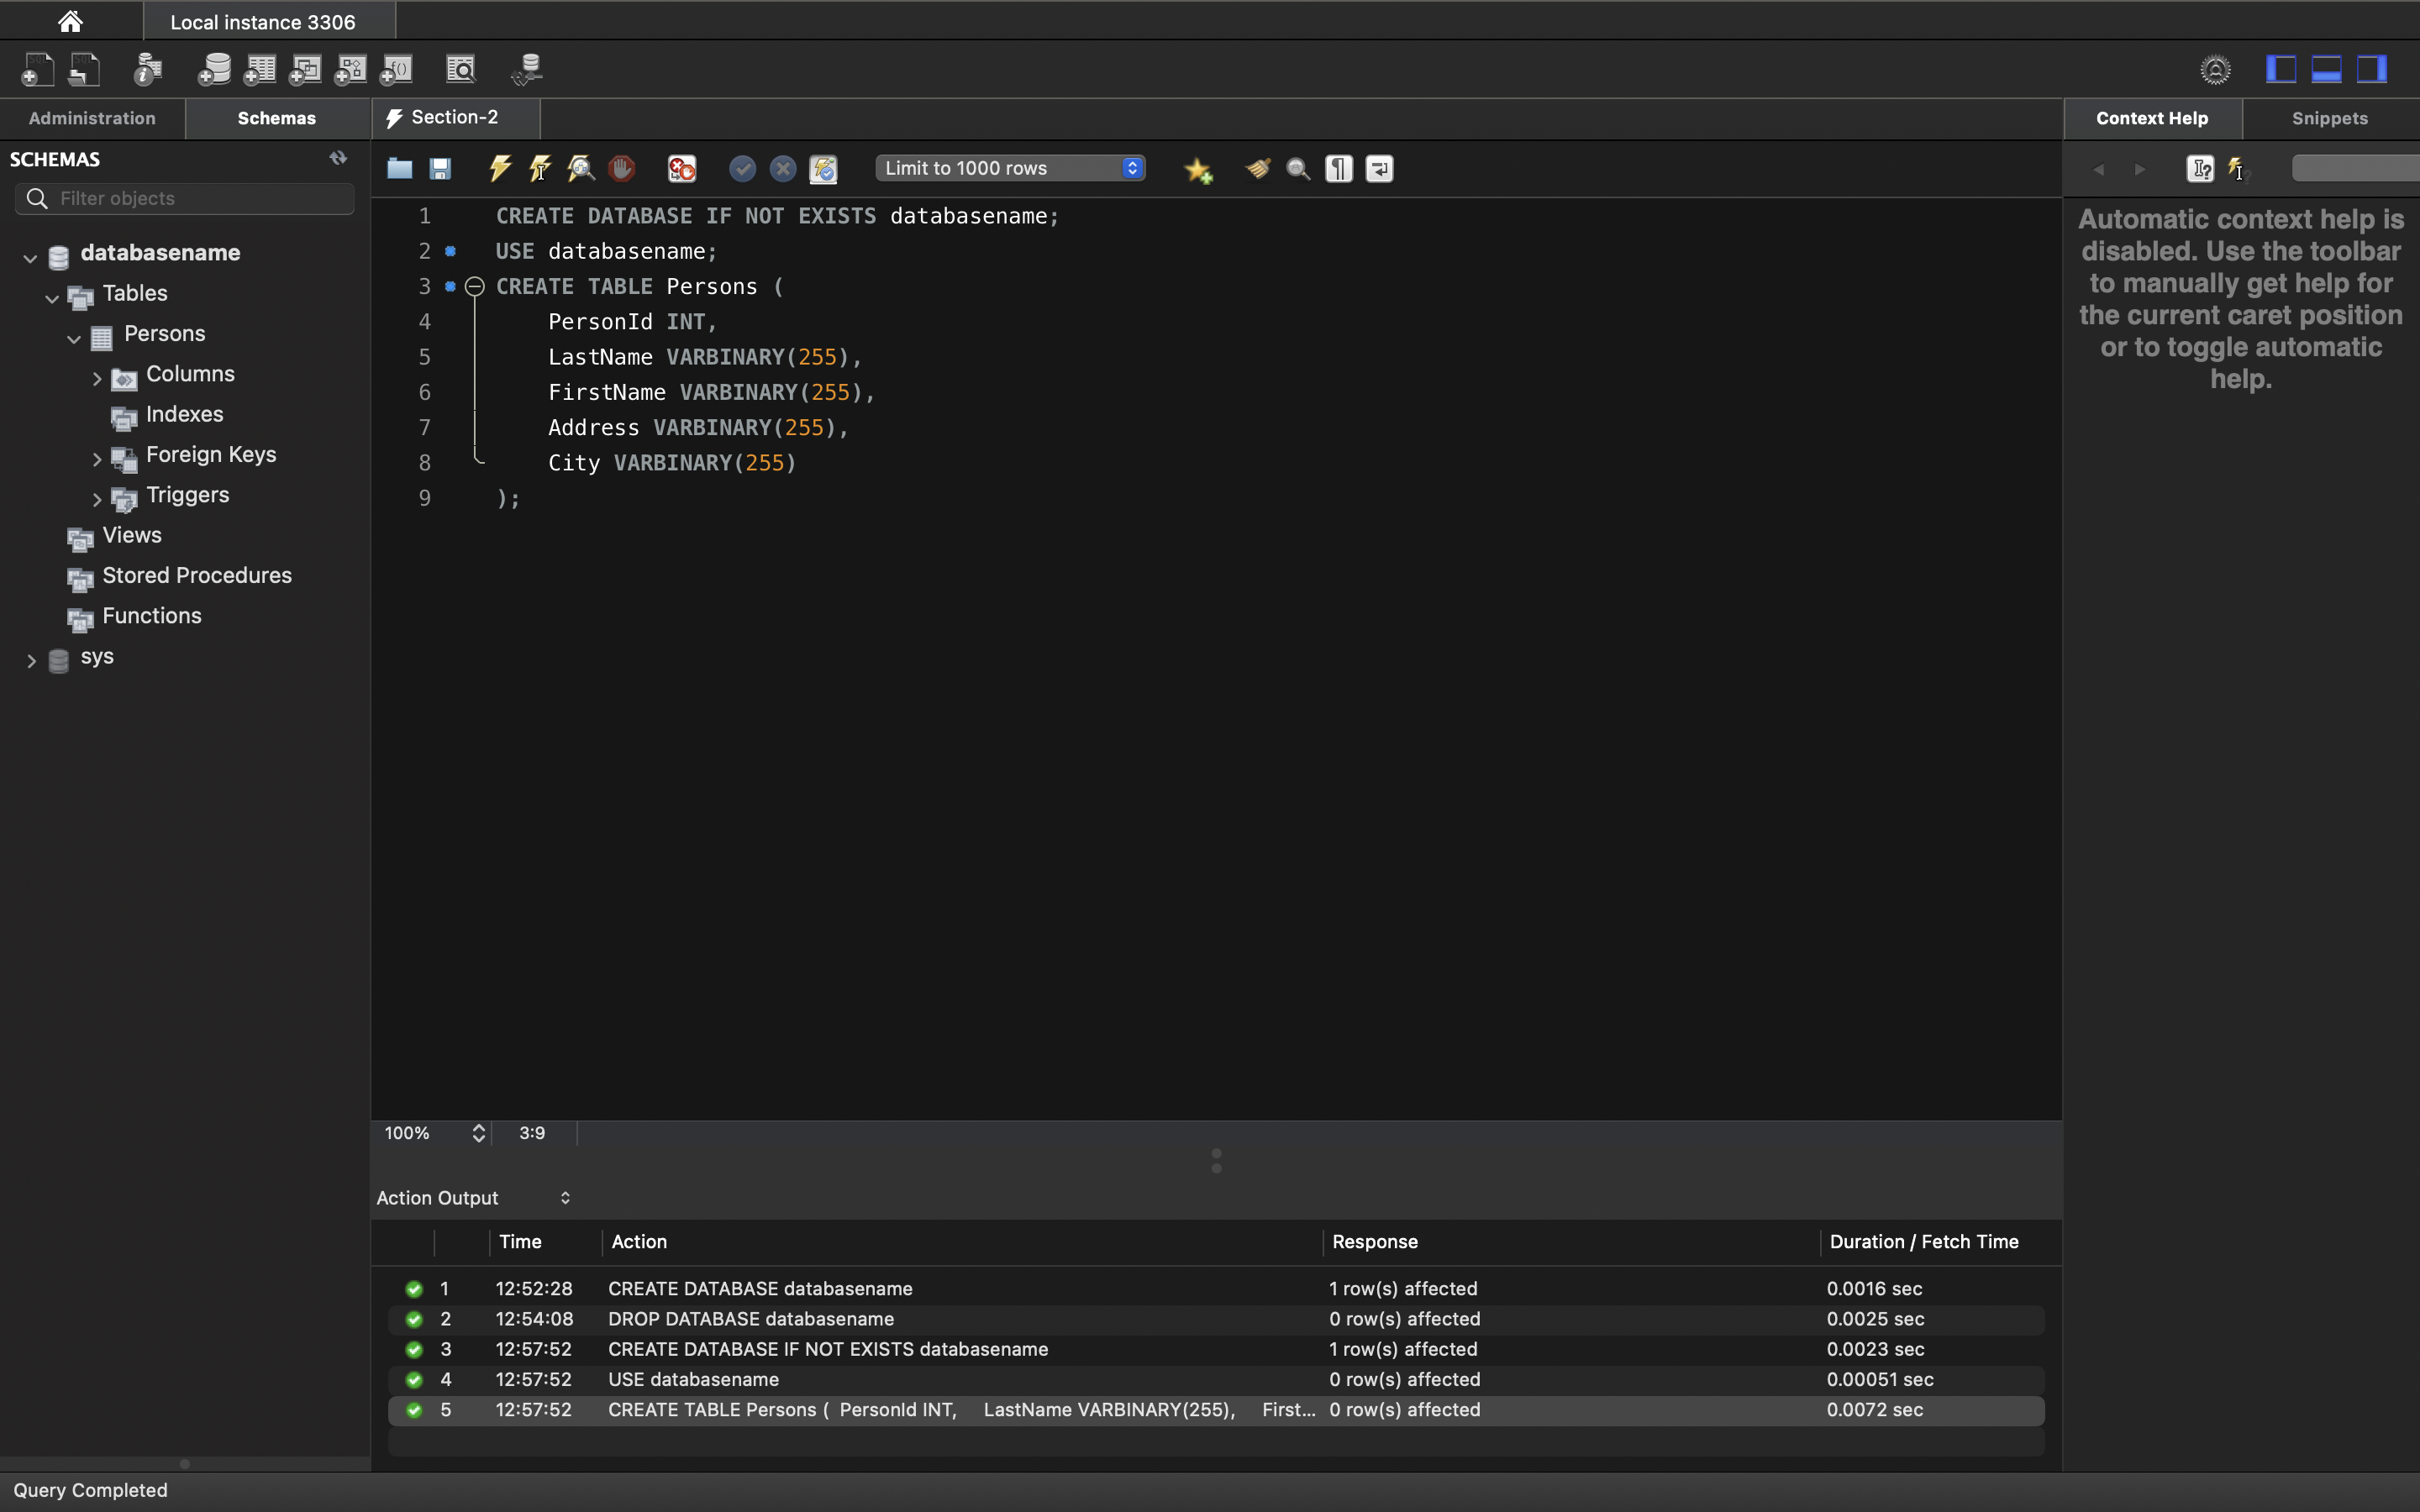 Local instance 3306
Administration
Schemas
Section-2
Context Help
Snippets
SCHEMAS
Filter objects
Limit to 1000 rows
databasename
Tables
Persons
Columns
Indexes
Foreign Keys
Triggers
Views
Stored Procedures
Functions
sys
1 CREATE DATABASE IF NOT EXISTS databasename;
2 USE databasename;
3 CREATE TABLE Persons (
4 PersonId INT,
5 LastName VARBINARY(255),
6 FirstName VARBINARY(255),
7 Address VARBINARY(255),
8 City VARBINARY(255)
9 );
Automatic context help is
disabled. Use the toolbar
to manually get help for
the current caret position
or to toggle automatic
help.
100% 3:9
Action Output
Time Action Response Duration / Fetch Time
1 12:52:28 CREATE DATABASE databasename 1 row(s) affected 0.0016 sec
2 12:54:08 DROP DATABASE databasename 0 row(s) affected 0.0025 sec
3 12:57:52 CREATE DATABASE IF NOT EXISTS databasename 1 row(s) affected 0.0023 sec
4 12:57:52 USE databasename 0 row(s) affected 0.00051 sec
5 12:57:52 CREATE TABLE Persons ( PersonId INT, LastName VARBINARY(255), First... 0 row(s) affected 0.0072 sec
Query Completed